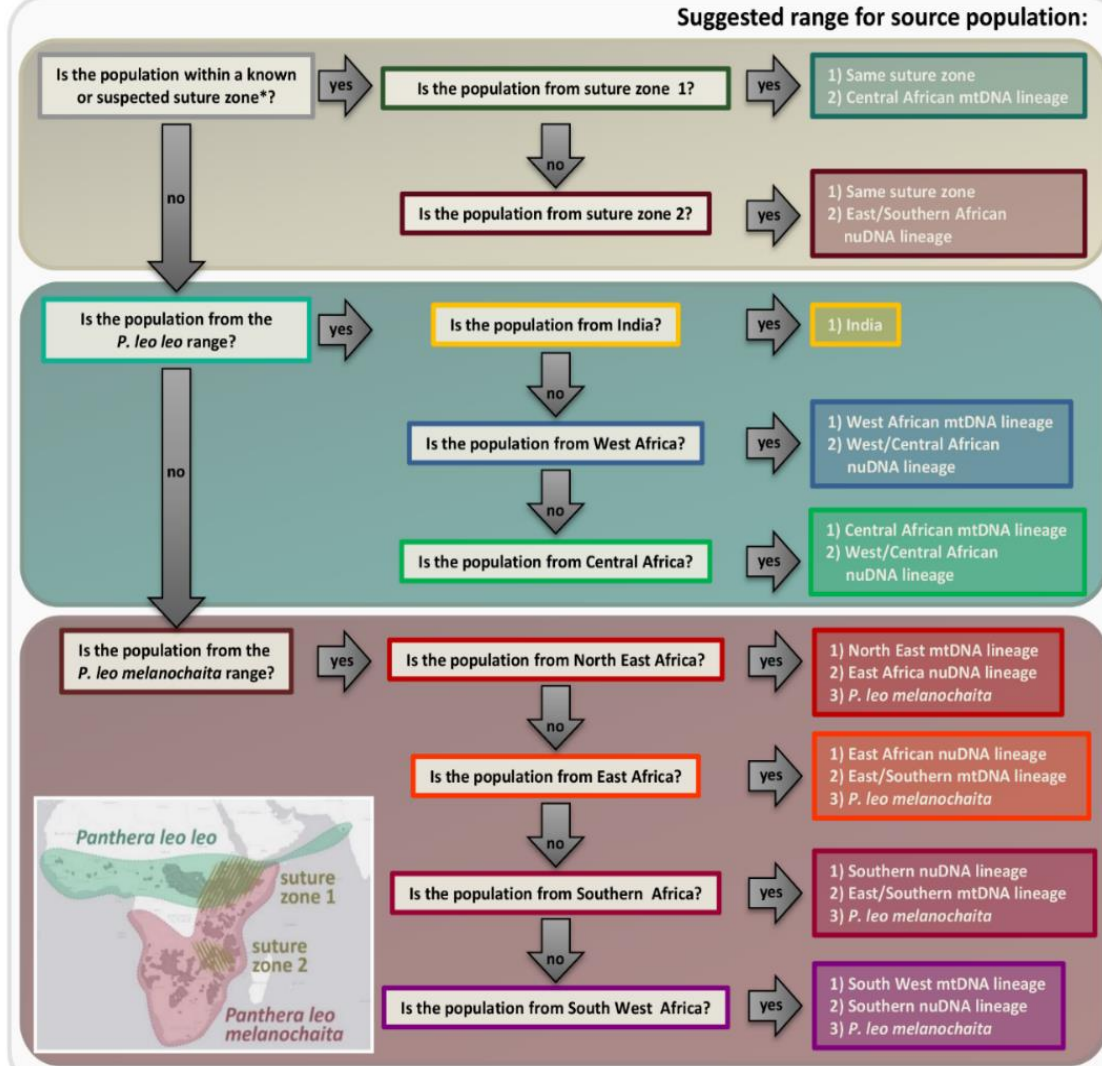 Suggested range for source population:
Is the population within a known
or suspected suture zone*?
yes
Is the population from suture zone 1?
yes
1) Same suture zone
2) Central African mtDNA lineage
no
no
Is the population from suture zone 2?
yes
1) Same suture zone
2) East/Southern African
nuDNA lineage
Is the population from the
P. leo leo range?
yes
Is the population from India?
yes
1) India
no
no
Is the population from West Africa?
yes
1) West African mtDNA lineage
2) West/Central African
nuDNA lineage
no
Is the population from Central Africa?
yes
1) Central African mtDNA lineage
2) West/Central African
nuDNA lineage
Is the population from the
P. leo melanochaita range?
yes
Is the population from North East Africa?
yes
1) North East mtDNA lineage
2) East Africa nuDNA lineage
3) P. leo melanochaita
no
Is the population from East Africa?
yes
1) East African nuDNA lineage
2) East/Southern mtDNA lineage
3) P. leo melanochaita
no
Is the population from Southern Africa?
yes
1) Southern nuDNA lineage
2) East/Southern mtDNA lineage
3) P. leo melanochaita
no
Is the population from South West Africa?
yes
1) South West mtDNA lineage
2) Southern nuDNA lineage
3) P. leo melanochaita
Panthera leo leo
suture
zone 1
suture
zone 2
Panthera leo
melanochaita